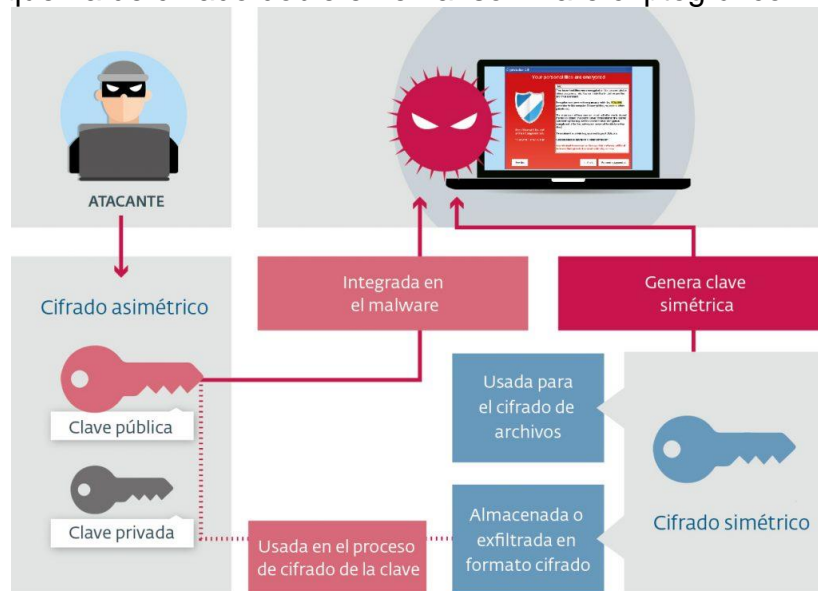 ATACANTE
Your personal files are encrypted!
Cifrado asimétrico
Clave pública
Clave privada
Integrada en
el malware
Genera clave
simétrica
Usada para
el cifrado de
archivos
Almacenada o
exfiltrada en
formato cifrado
Usada en el proceso
de cifrado de la clave
Cifrado simétrico